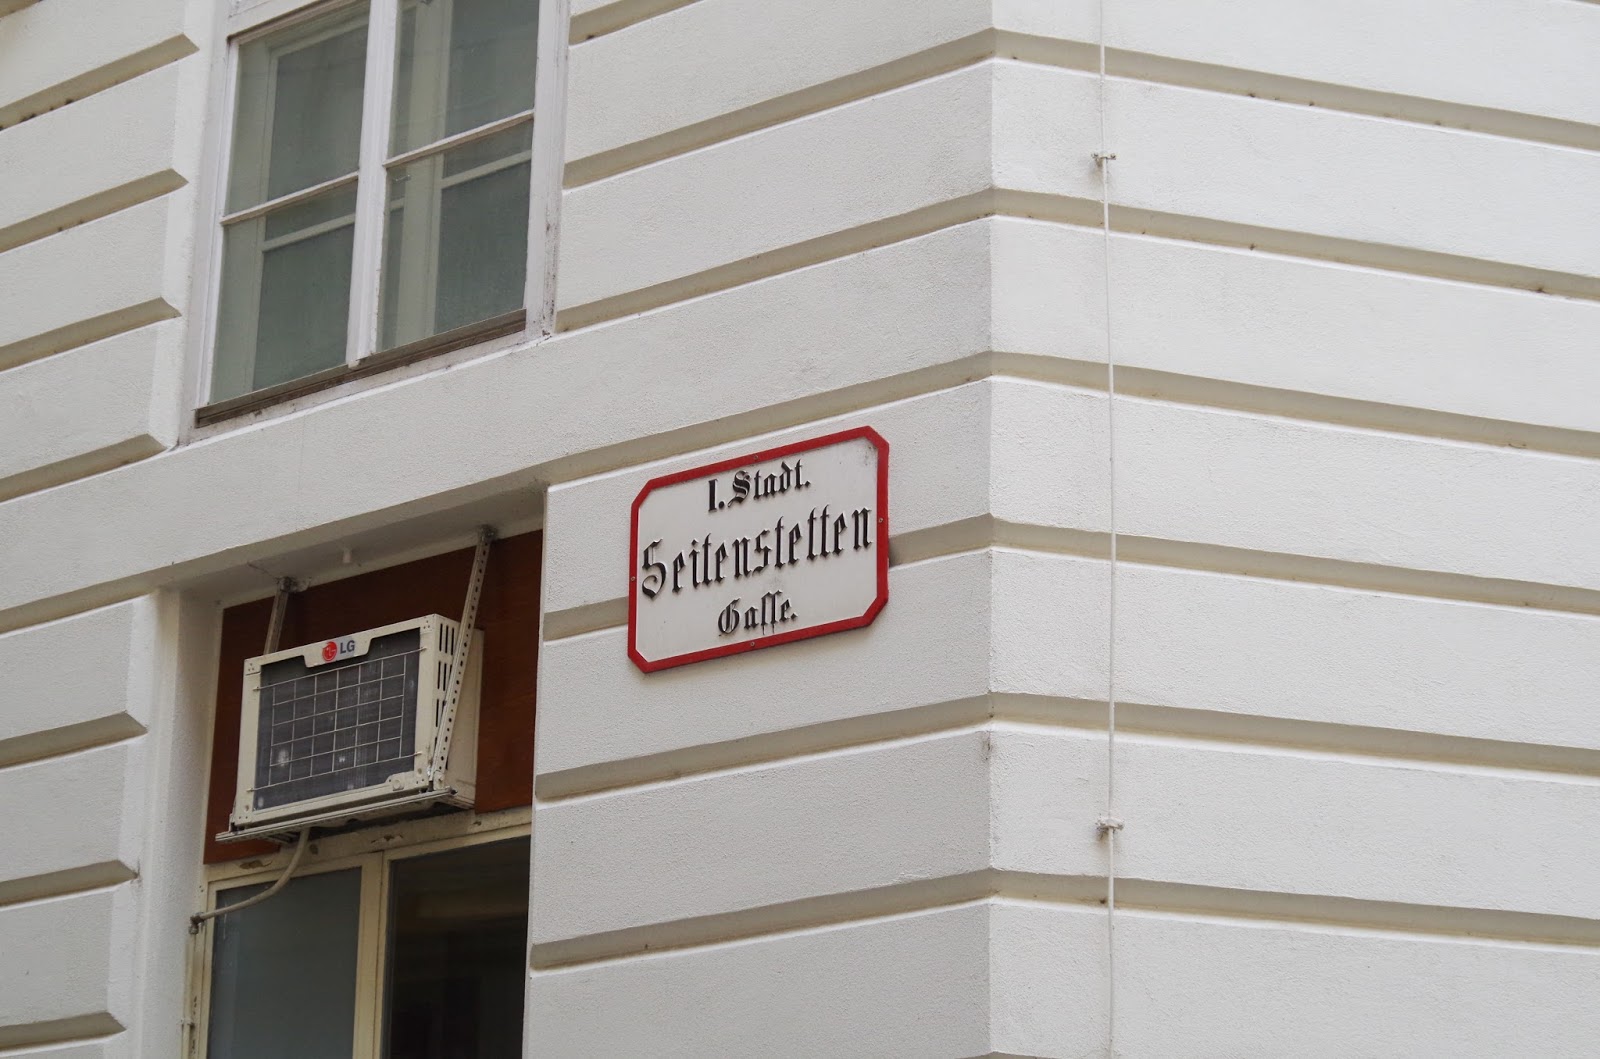 I. Stadt.
Seitenstetten
Gasse.
LG